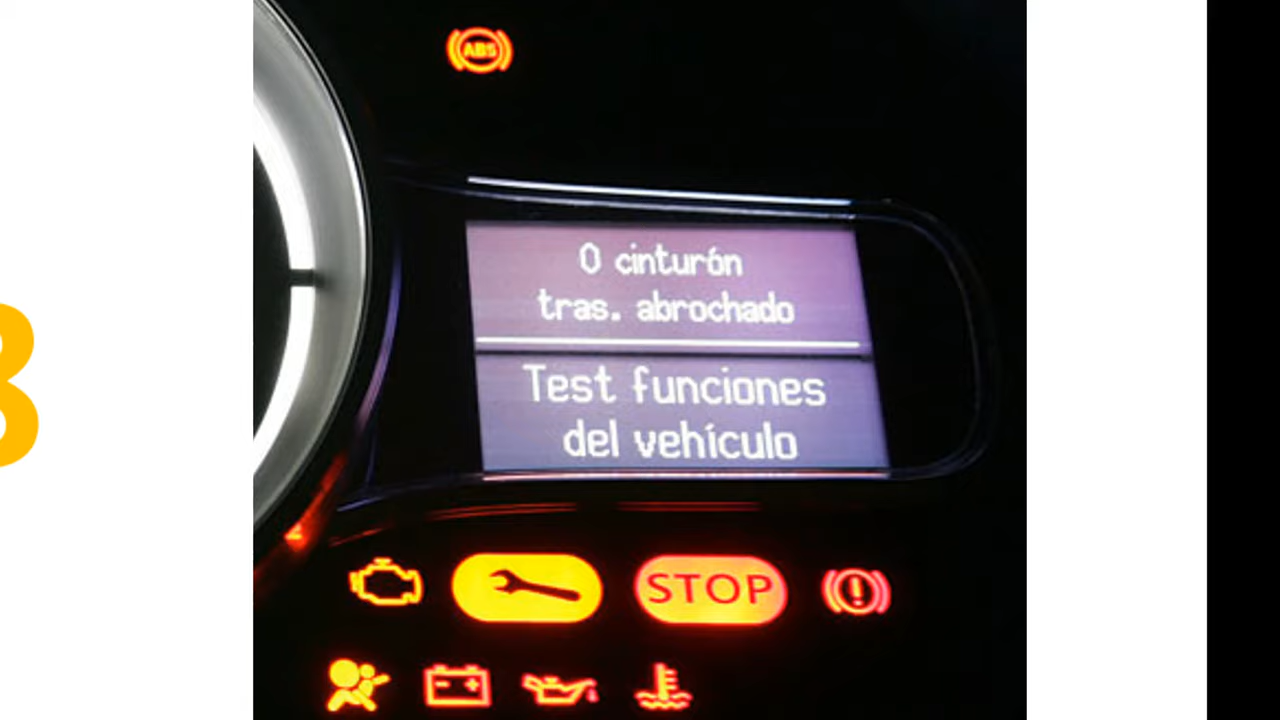 ABS
0 cinturón
tras. abrochado
Test funciones
del vehículo
STOP